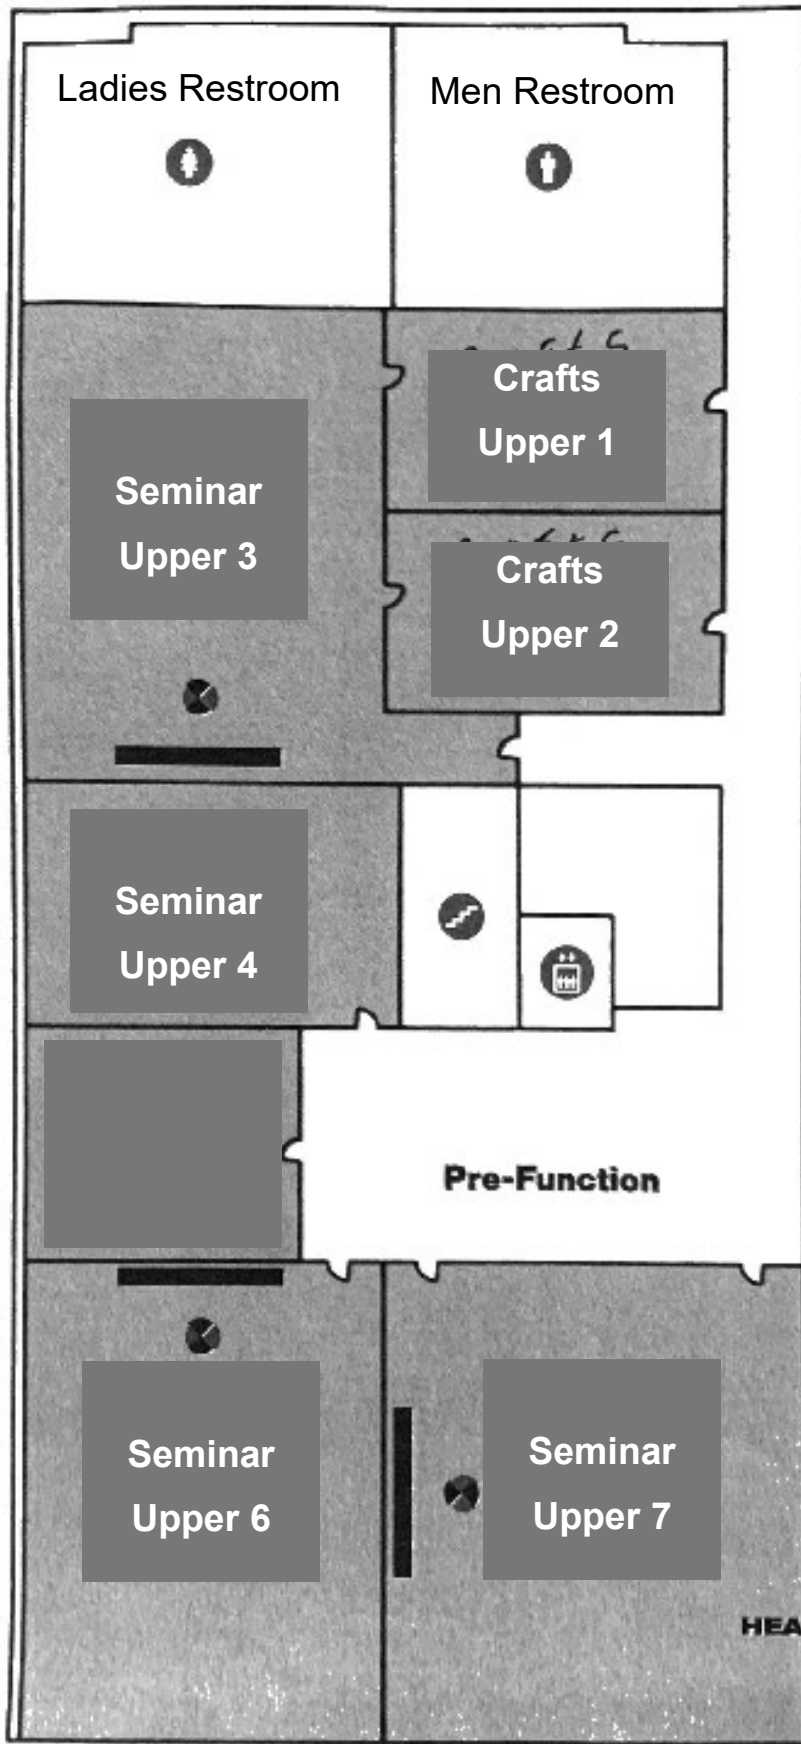 Ladies Restroom
Men Restroom
Crafts
Upper 1
Seminar
Upper 3
Crafts
Upper 2
Seminar
Upper 4
Pre-Function
Seminar
Upper 6
Seminar
Upper 7
HEA